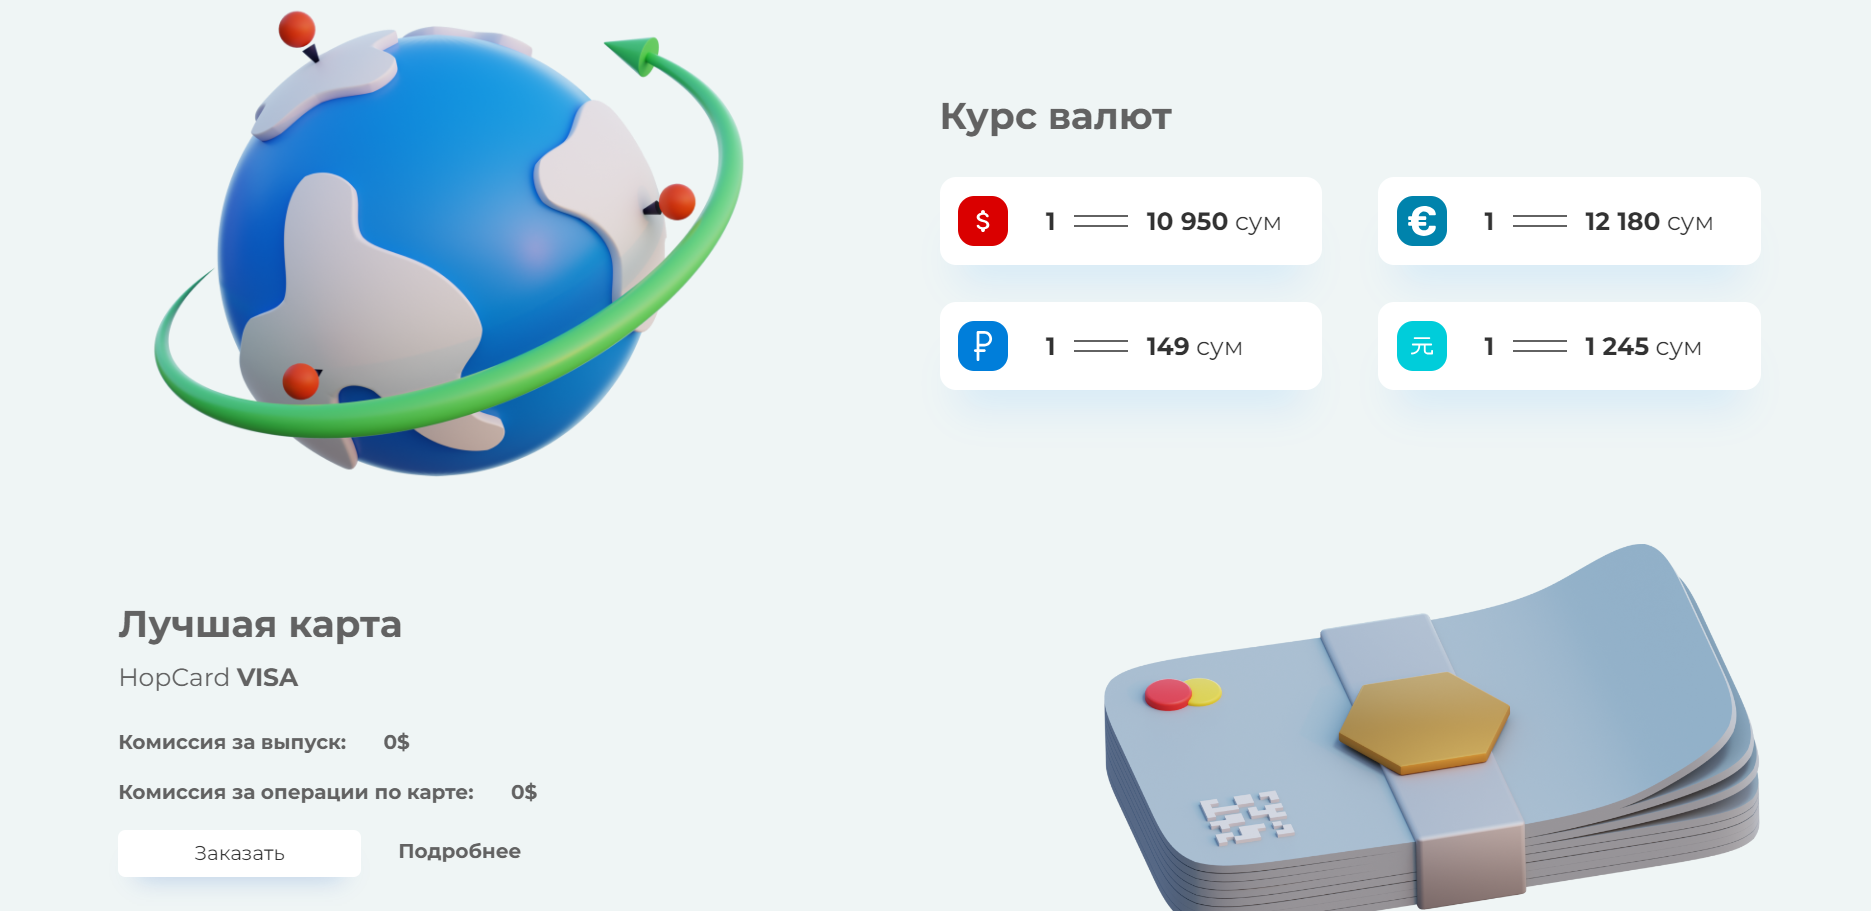 Курс валют
$ 1 10 950 сум
€ 1 12 180 сум
₽ 1 149 сум
元 1 1 245 сум
Лучшая карта
HopCard VISA
Комиссия за выпуск: 0$
Комиссия за операции по карте: 0$
Заказать Подробнее